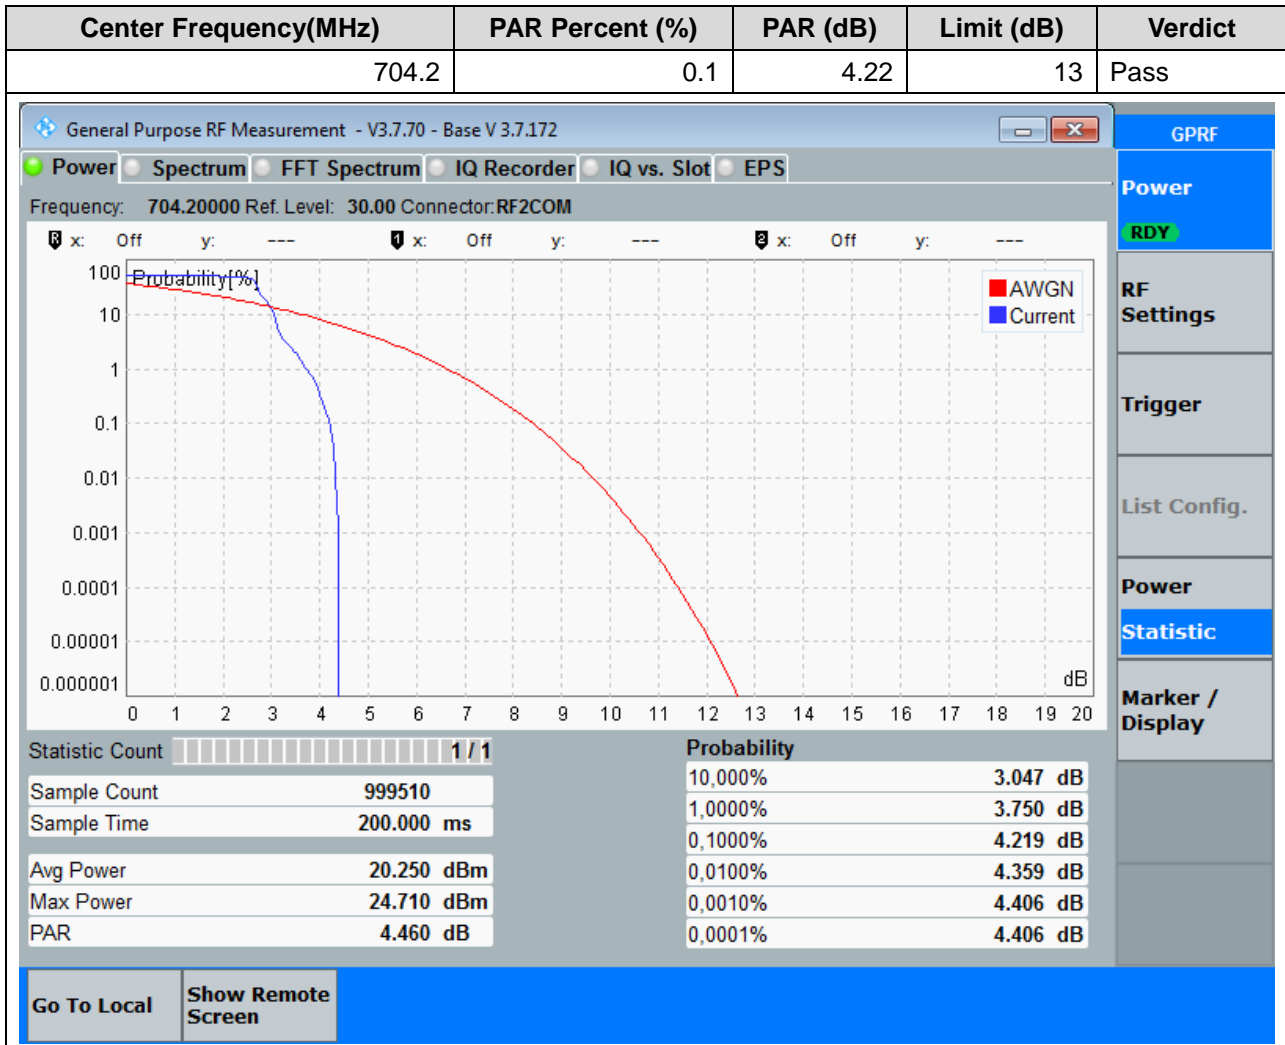 Center Frequency(MHz) PAR Percent (%) PAR (dB) Limit (dB) Verdict
704.2 0.1 4.22 13 Pass
General Purpose RF Measurement - V3.7.70 - Base V 3.7.172
GPRF
Power Spectrum FFT Spectrum IQ Recorder IQ vs. Slot EPS
Power
RDY
Frequency: 704.20000 Ref. Level: 30.00 Connector:RF2COM
R x: Off y: --- 1 x: Off y: --- 2 x: Off y: ---
Probability[%]
AWGN
Current
100
10
1
0.1
0.01
0.001
0.0001
0.00001
0.000001
dB
0 1 2 3 4 5 6 7 8 9 10 11 12 13 14 15 16 17 18 19 20
RF
Settings
Trigger
List Config.
Power
Statistic
Marker /
Display
Statistic Count 1 / 1
Sample Count 999510
Sample Time 200.000 ms
Avg Power 20.250 dBm
Max Power 24.710 dBm
PAR 4.460 dB
Probability
10,000% 3.047 dB
1,0000% 3.750 dB
0,1000% 4.219 dB
0,0100% 4.359 dB
0,0010% 4.406 dB
0,0001% 4.406 dB
Go To Local
Show Remote
Screen